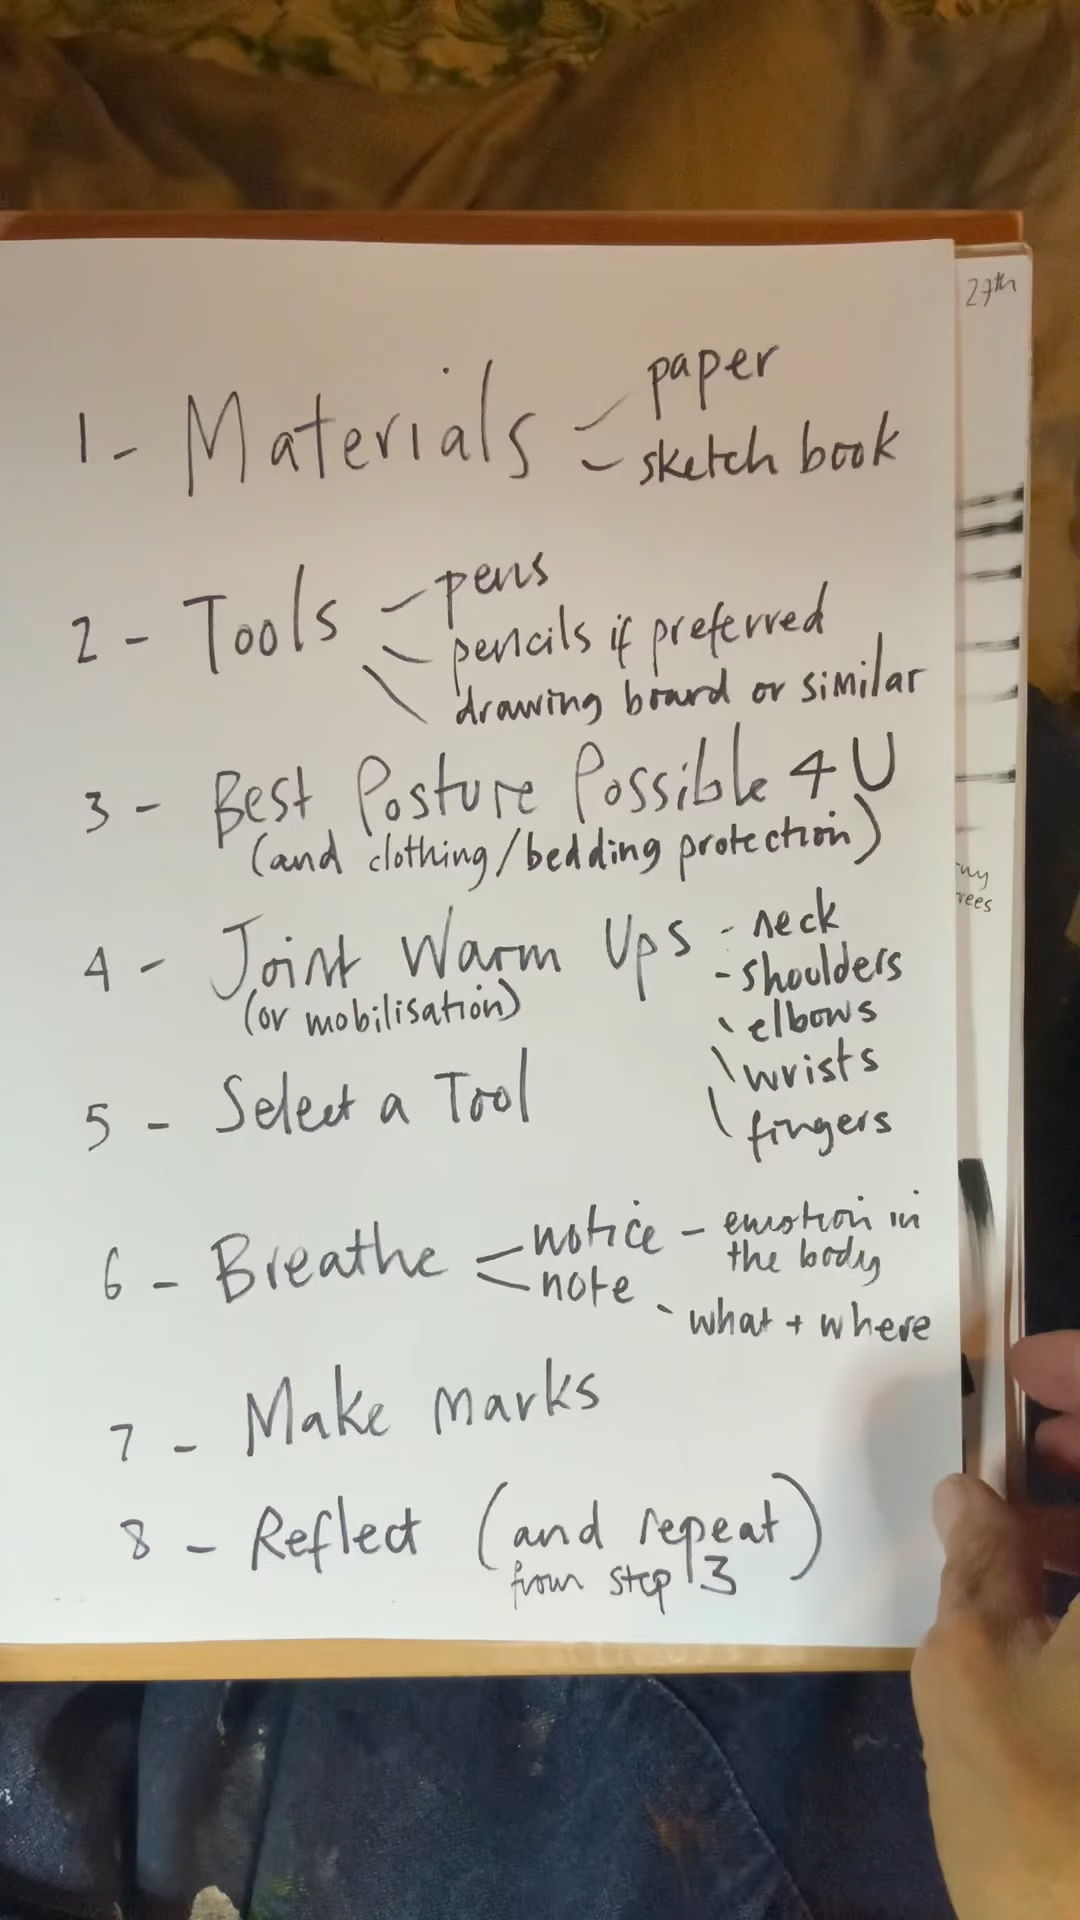 27th
1- Materials - paper
- sketch book
2 - Tools - pens
- pencils if preferred
drawing board or similar
3 - Best Posture Possible 4 U
(and clothing/bedding protection)
4 - Joint Warm Ups - neck
(or mobilisation)
- shoulders
elbows
wrists
fingers
5 - Select a Tool
6 - Breathe - notice - emotion in
the body
- note - what + where
7 - Make marks
8 - Reflect (and repeat)
from step 3